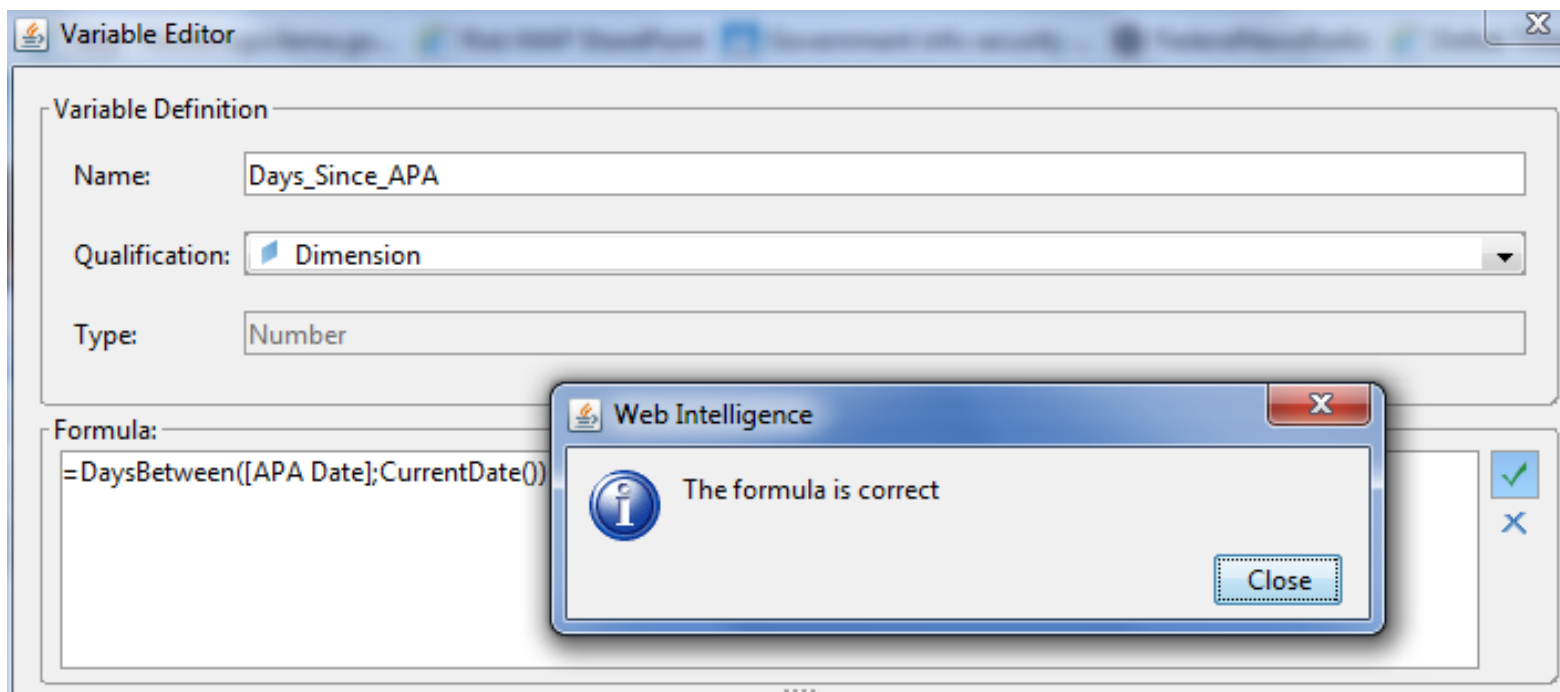 Variable Editor
Variable Definition
Name: Days_Since_APA
Qualification: Dimension
Type: Number
Web Intelligence
Formula:
=DaysBetween([APA Date];CurrentDate())
The formula is correct
Close